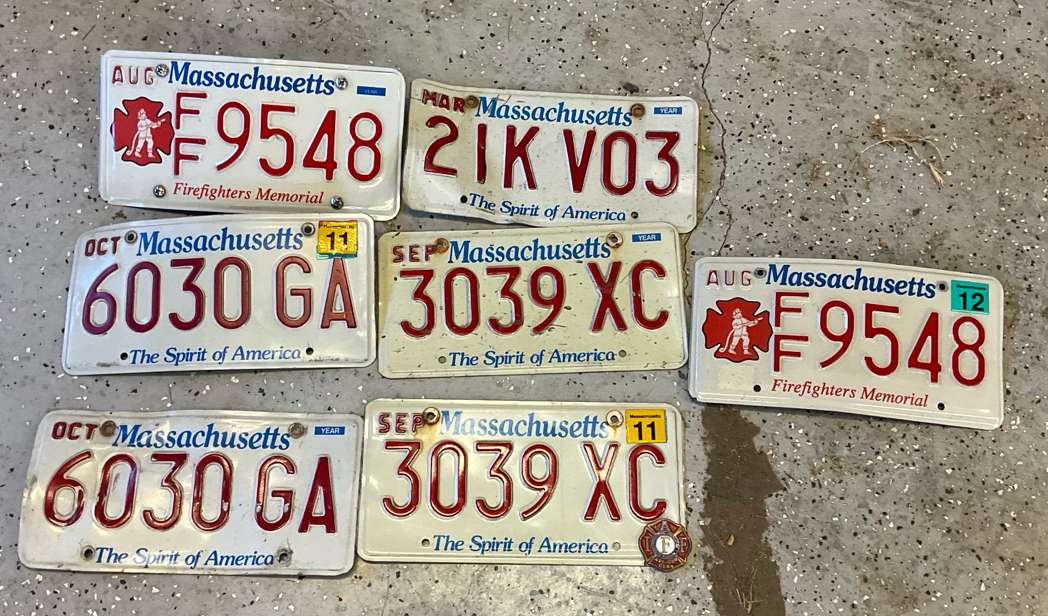 AUG Massachusetts YEAR
FF 9548
Firefighters Memorial
MAR Massachusetts YEAR
21K V03
The Spirit of America
OCT Massachusetts 11
6030 GA
The Spirit of America
SEP Massachusetts YEAR
3039 XC
The Spirit of America
AUG Massachusetts 12
FF 9548
Firefighters Memorial
OCT Massachusetts YEAR
6030 GA
The Spirit of America
SEP Massachusetts Massachusetts 11
3039 XC
The Spirit of America
I A F F